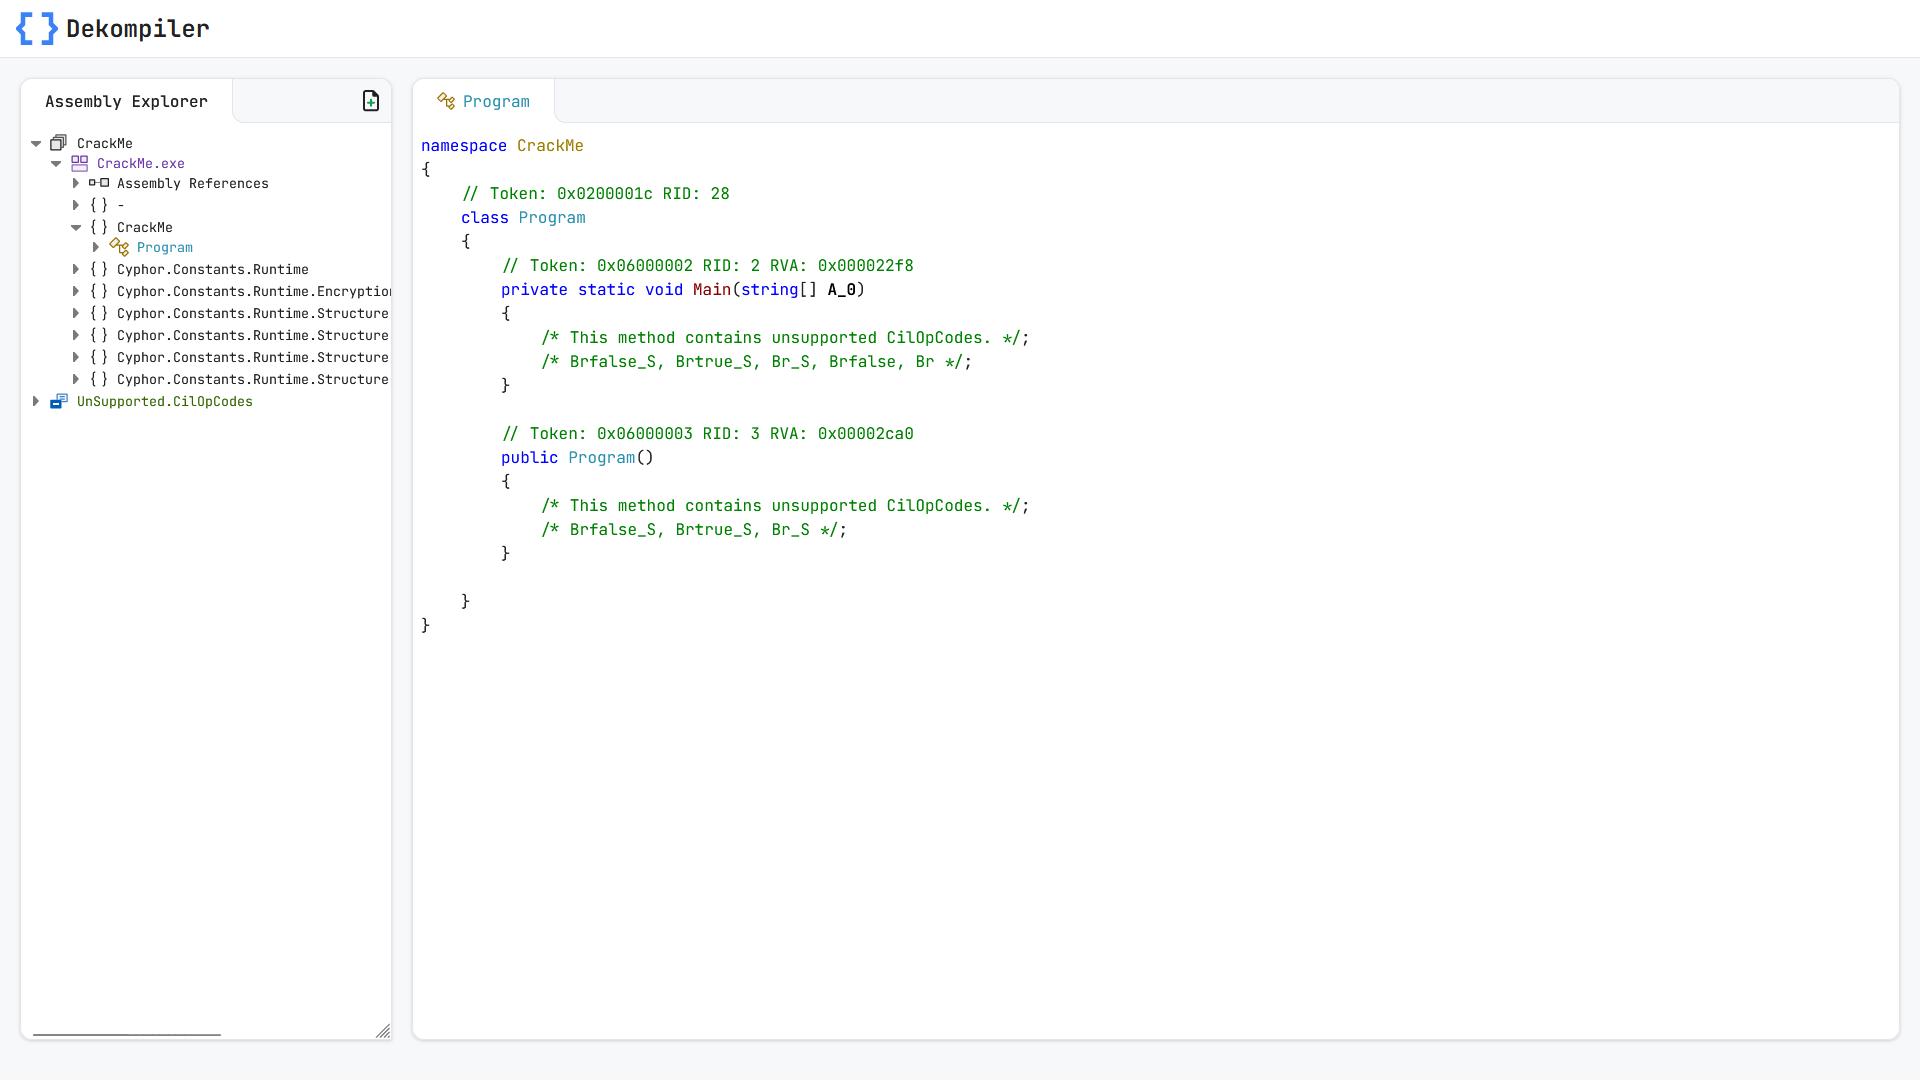 Dekompiler
Assembly Explorer
CrackMe
CrackMe.exe
Assembly References
{ } -
{ } CrackMe
Program
{ } Cyphor.Constants.Runtime
{ } Cyphor.Constants.Runtime.Encryption
{ } Cyphor.Constants.Runtime.Structure
{ } Cyphor.Constants.Runtime.Structure
{ } Cyphor.Constants.Runtime.Structure
{ } Cyphor.Constants.Runtime.Structure
UnSupported.CilOpCodes
Program
namespace CrackMe
{
// Token: 0x0200001c RID: 28
class Program
{
// Token: 0x06000002 RID: 2 RVA: 0x000022f8
private static void Main(string[] A_0)
{
/* This method contains unsupported CilOpCodes. */;
/* Brfalse_S, Brtrue_S, Br_S, Brfalse, Br */;
}
// Token: 0x06000003 RID: 3 RVA: 0x00002ca0
public Program()
{
/* This method contains unsupported CilOpCodes. */;
/* Brfalse_S, Brtrue_S, Br_S */;
}
}
}